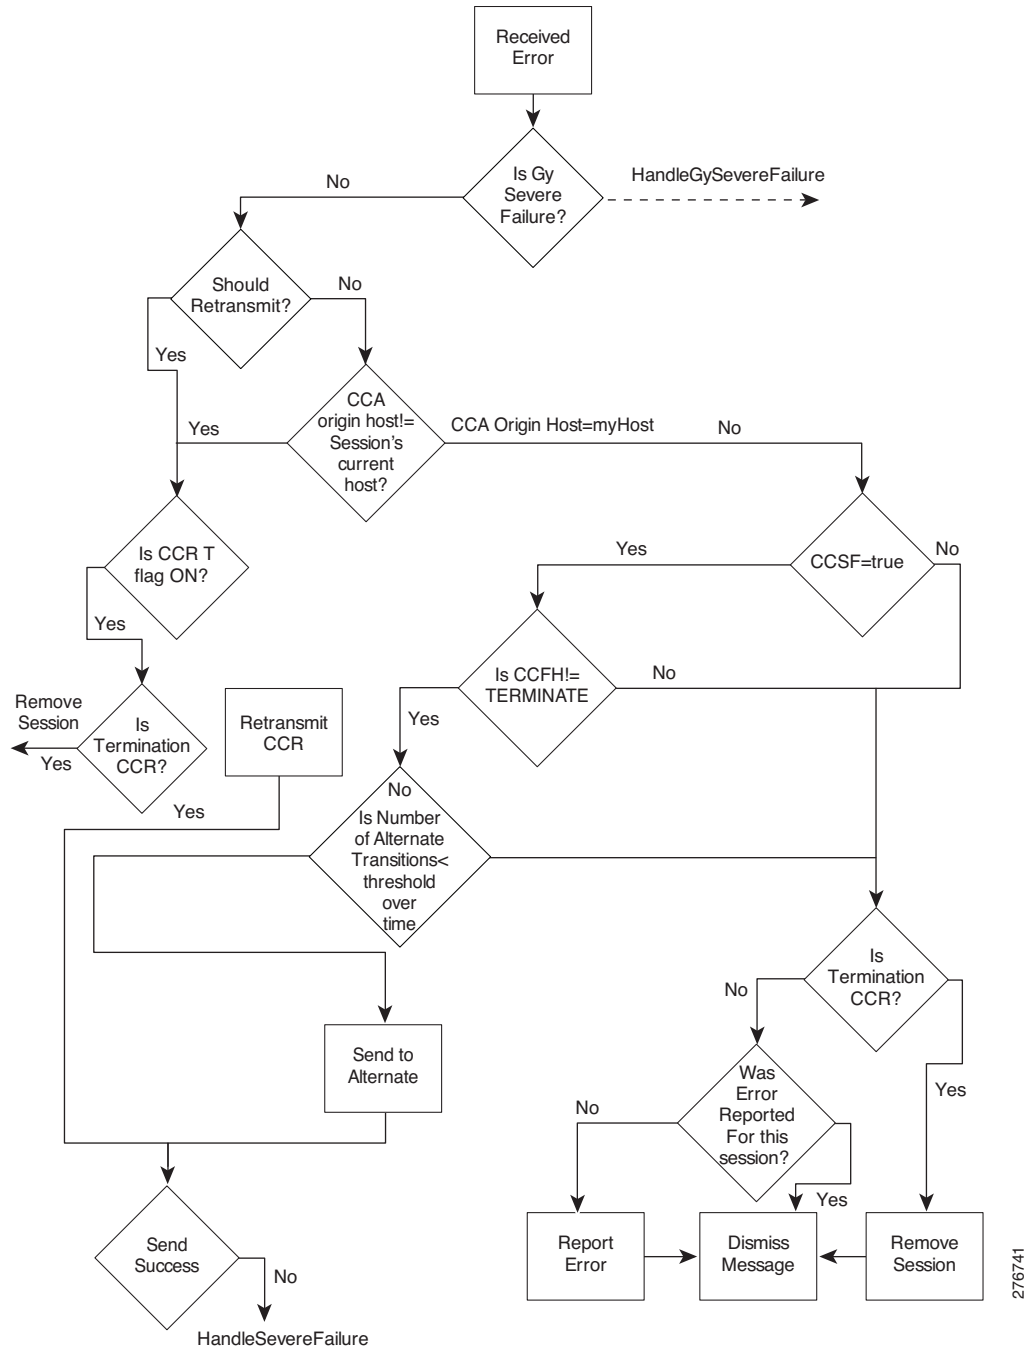 Received
Error
Is Gy
Severe
Failure?
HandleGySevereFailure
No
Should
Retransmit?
No
Yes
CCA
origin host!=
Session's
current
host?
Yes
CCA Origin Host=myHost
No
Is CCR T
flag ON?
Yes
CCSF=true
Yes
No
Is CCFH!=
TERMINATE
No
Yes
Remove
Session
Yes
Is
Termination
CCR?
Retransmit
CCR
Yes
No
Is Number
of Alternate
Transitions<
threshold
over
time
Is
Termination
CCR?
No
Yes
Send to
Alternate
Was
Error
Reported
For this
session?
No
Yes
Send
Success
No
HandleSevereFailure
Report
Error
Dismiss
Message
Remove
Session
276741